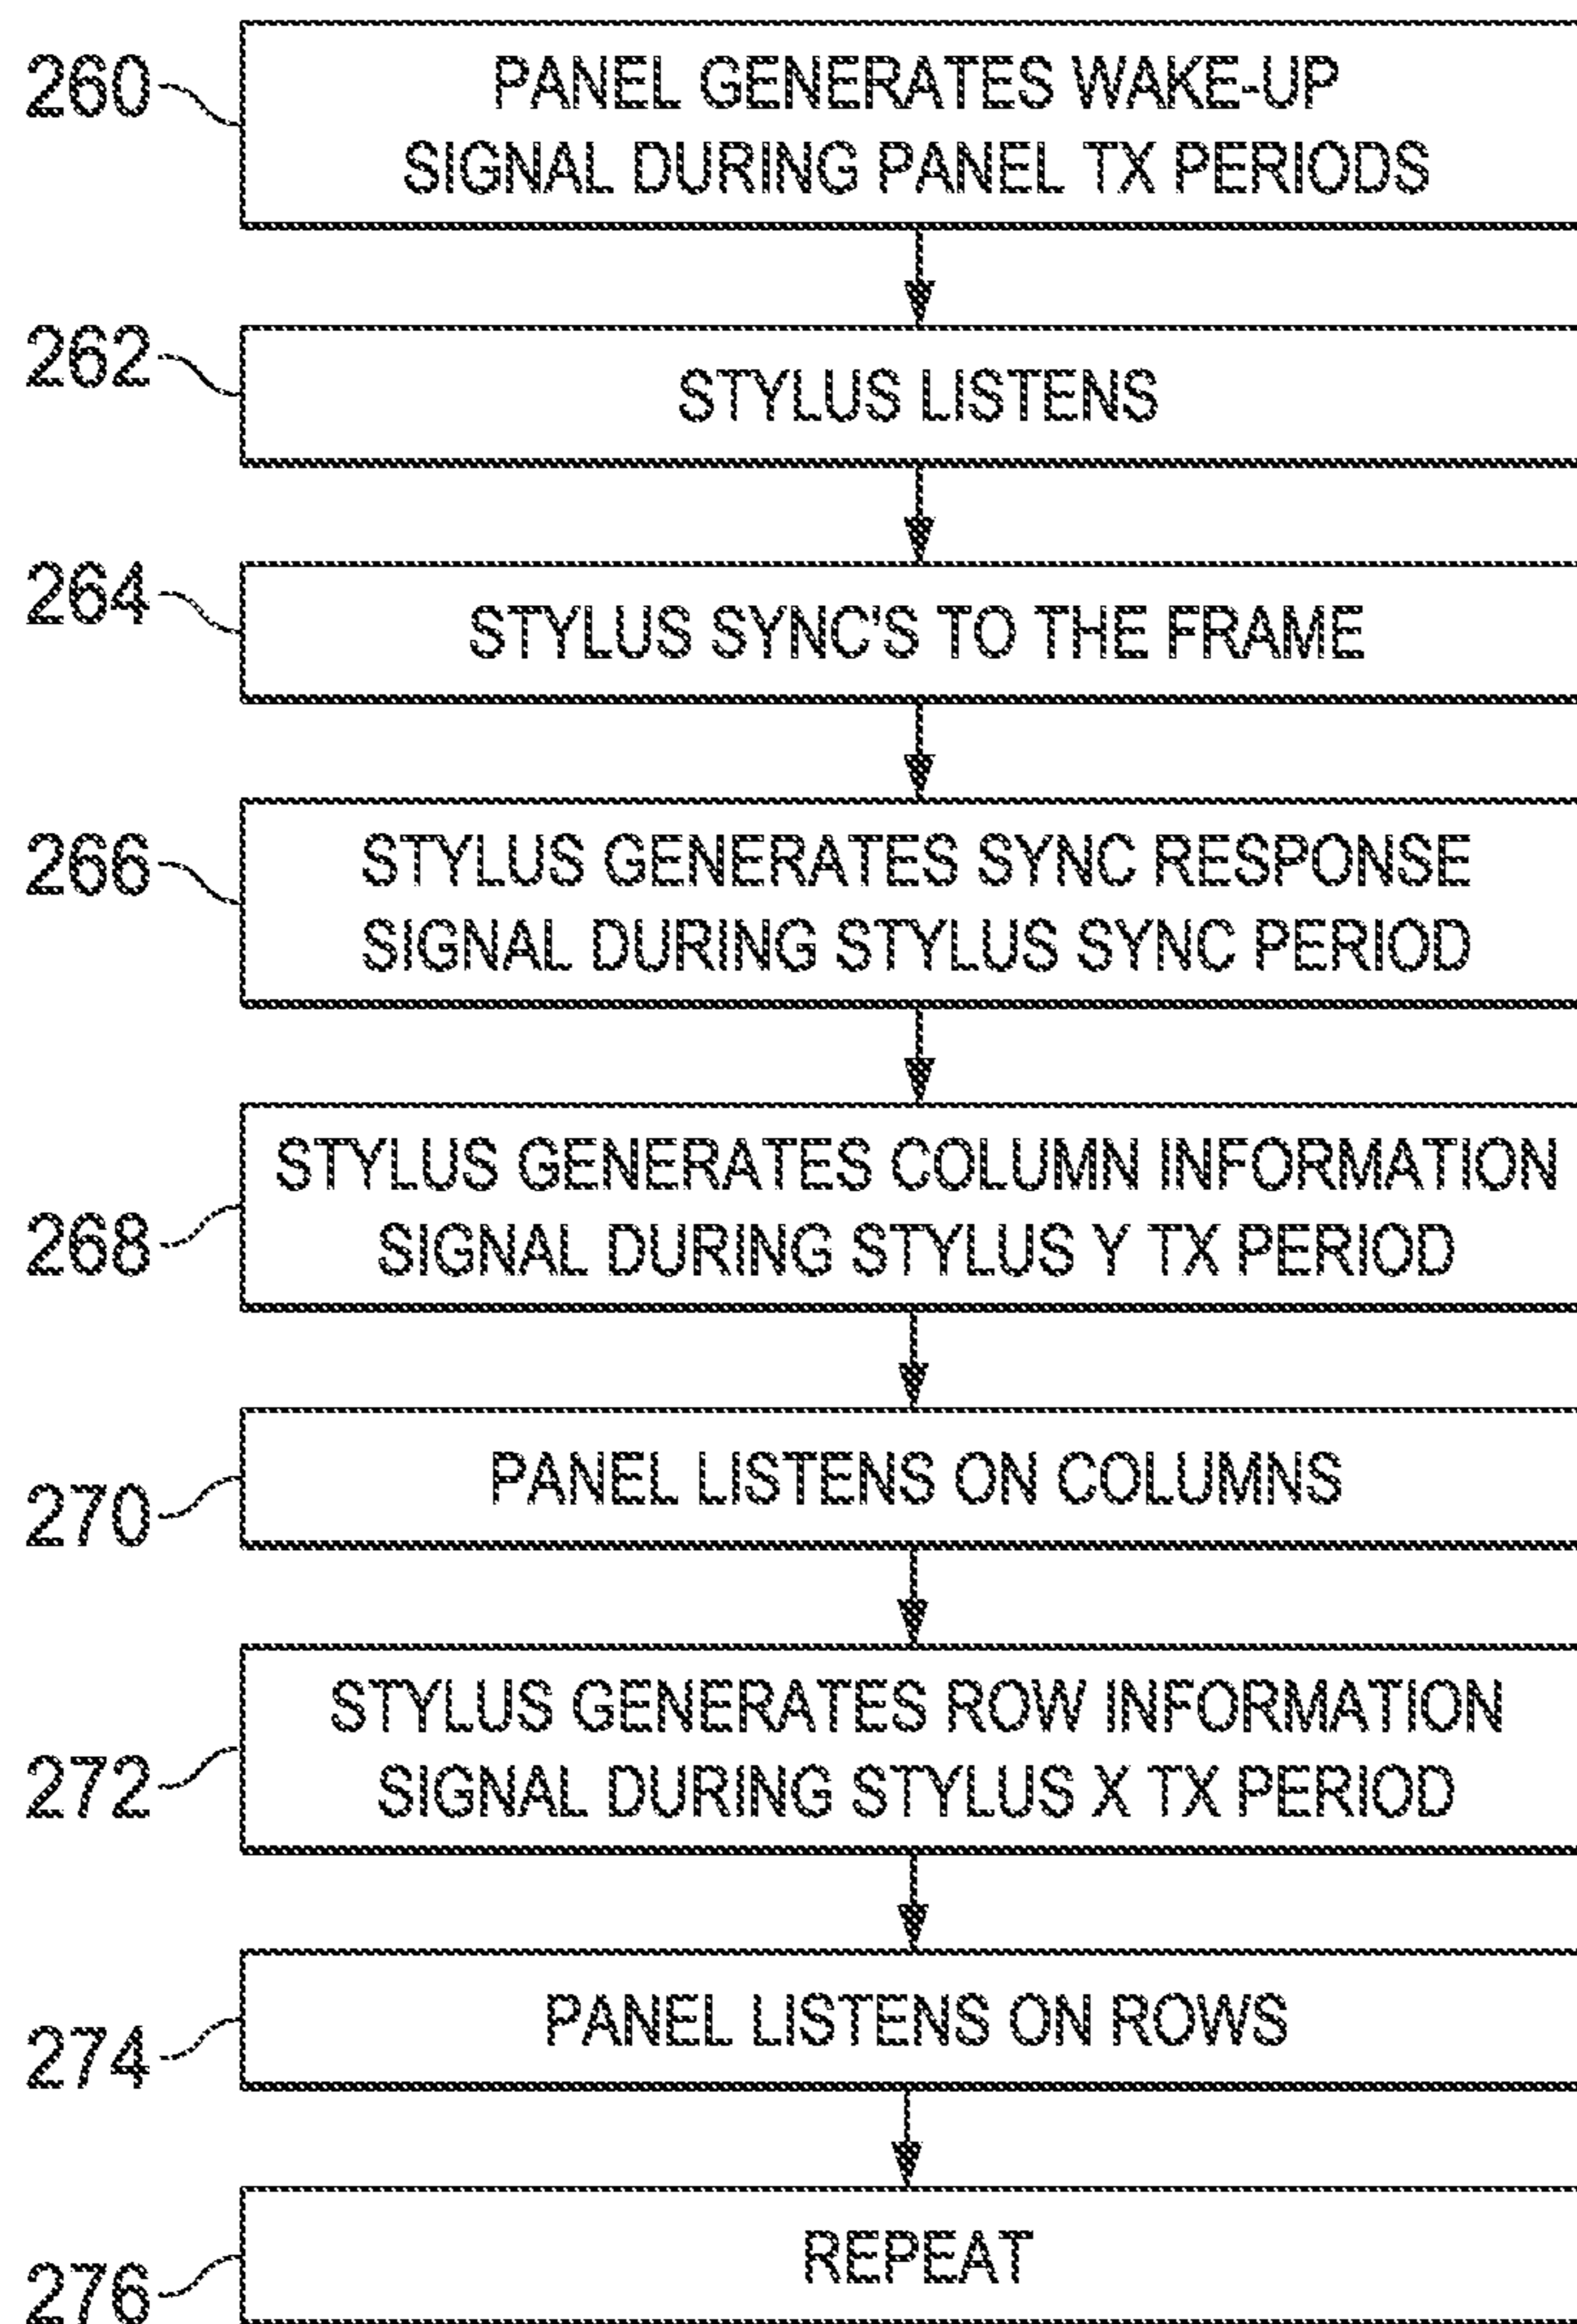 260
PANEL GENERATES WAKE-UP
SIGNAL DURING PANEL TX PERIODS
262
STYLUS LISTENS
264
STYLUS SYNC'S TO THE FRAME
266
STYLUS GENERATES SYNC RESPONSE
SIGNAL DURING STYLUS SYNC PERIOD
268
STYLUS GENERATES COLUMN INFORMATION
SIGNAL DURING STYLUS Y TX PERIOD
270
PANEL LISTENS ON COLUMNS
272
STYLUS GENERATES ROW INFORMATION
SIGNAL DURING STYLUS X TX PERIOD
274
PANEL LISTENS ON ROWS
276
REPEAT